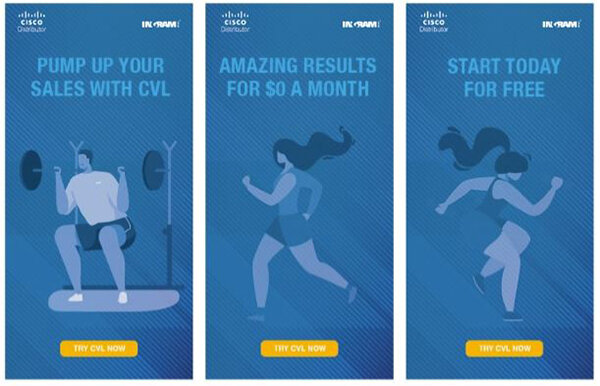 CISCO
Distributor
INGRAM
PUMP UP YOUR
SALES WITH CVL
TRY CVL NOW
CISCO
Distributor
INGRAM
AMAZING RESULTS
FOR $0 A MONTH
TRY CVL NOW
CISCO
Distributor
INGRAM
START TODAY
FOR FREE
TRY CVL NOW